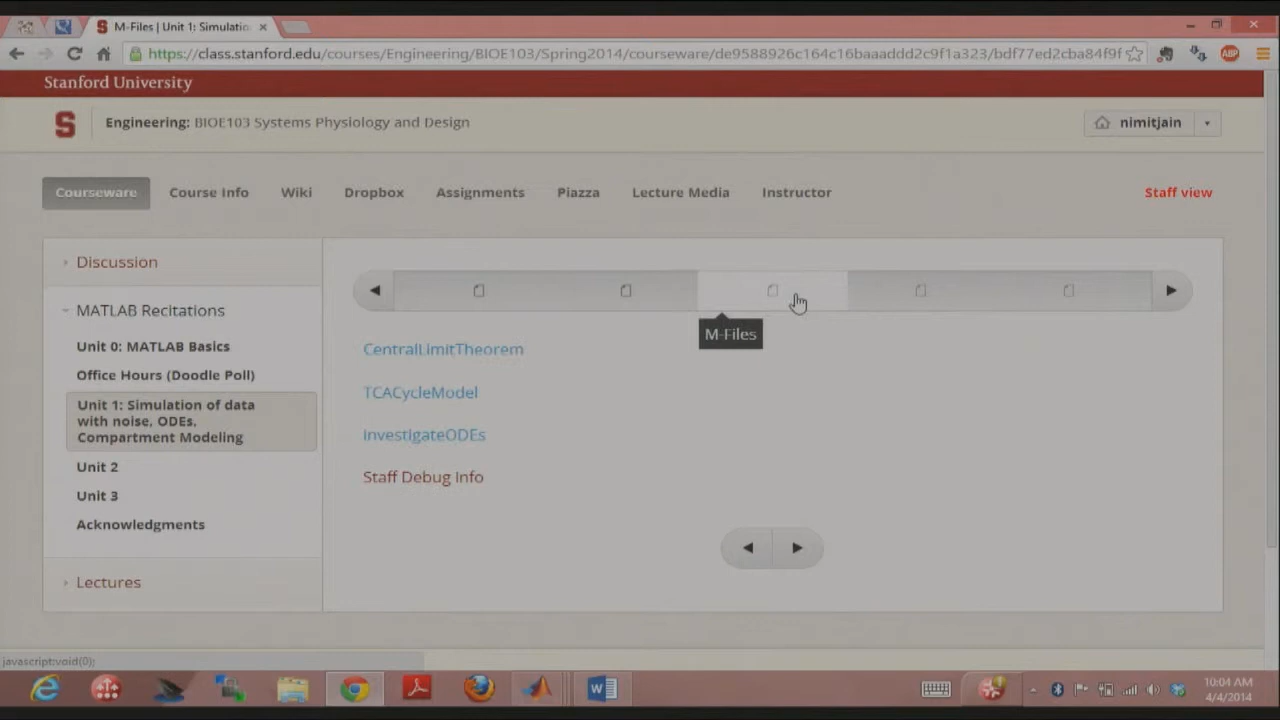 M-Files | Unit 1: Simulatio
https://class.stanford.edu/courses/Engineering/BIOE103/Spring2014/courseware/de9588926c164c16baaaddd2c9f1a323/bdf77ed2cba84f9f
ABP
Stanford University
S
Engineering: BIOE103 Systems Physiology and Design
nimitjain
Courseware
Course Info
Wiki
Dropbox
Assignments
Piazza
Lecture Media
Instructor
Staff view
Discussion
MATLAB Recitations
Unit 0: MATLAB Basics
Office Hours (Doodle Poll)
Unit 1: Simulation of data
with noise, ODEs,
Compartment Modeling
Unit 2
Unit 3
Acknowledgments
Lectures
M-Files
CentralLimitTheorem
TCACycleModel
InvestigateODEs
Staff Debug Info
javascript:void(0);
10:04 AM
4/4/2014